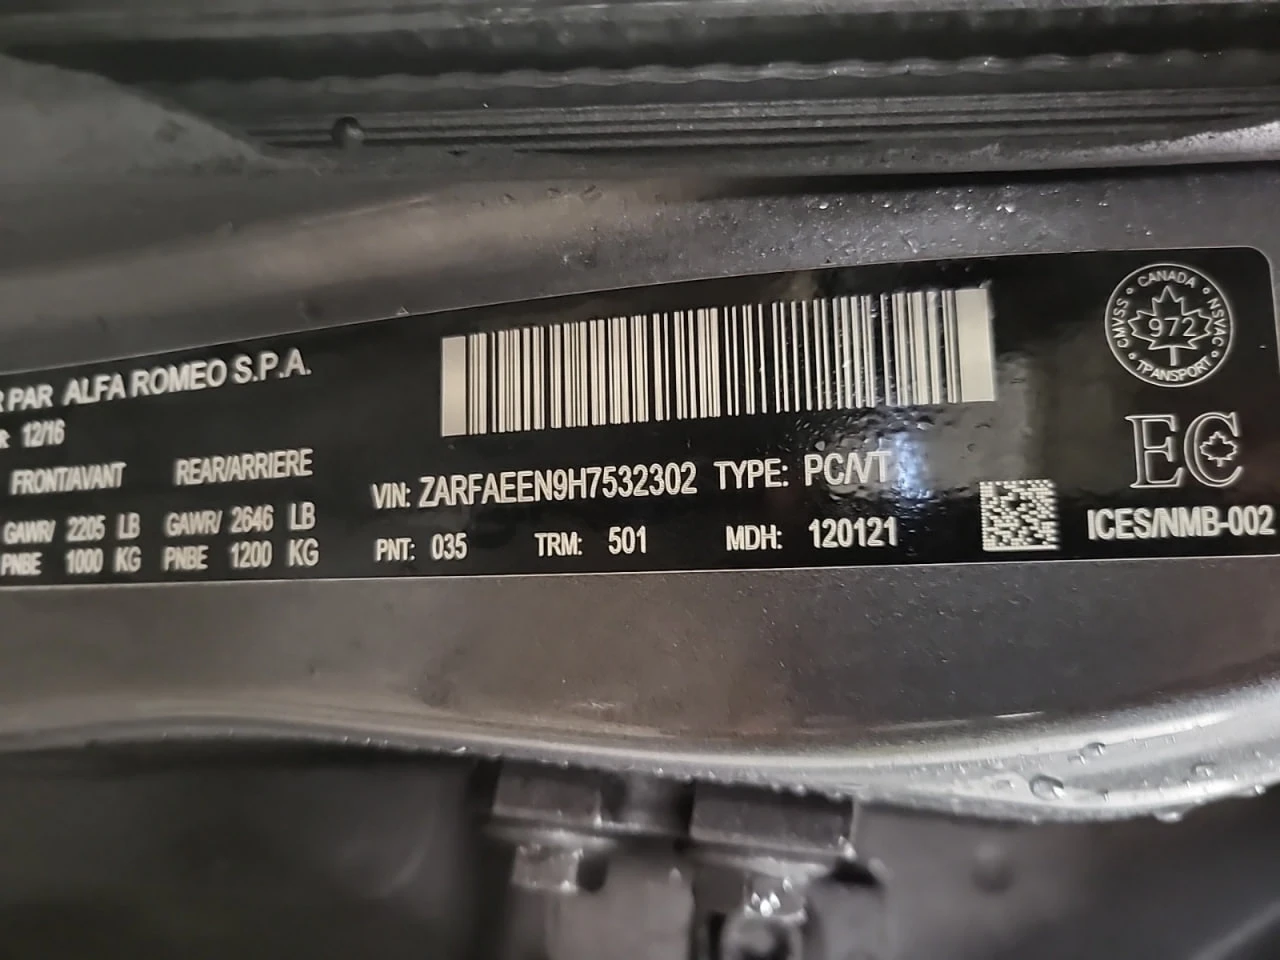 R PAR ALFA ROMEO S.P.A.
R: 12/16
FRONT/AVANT REAR/ARRIERE
GAWR/ 2205 LB GAWR/ 2646 LB
PNBE 1000 KG PNBE 1200 KG
VIN: ZARFAEEN9H7532302 TYPE: PC/VT
PNT: 035 TRM: 501 MDH: 120121
CANADA
CMVSS NSVAC
972
TRANSPORT
EC
ICES/NMB-002